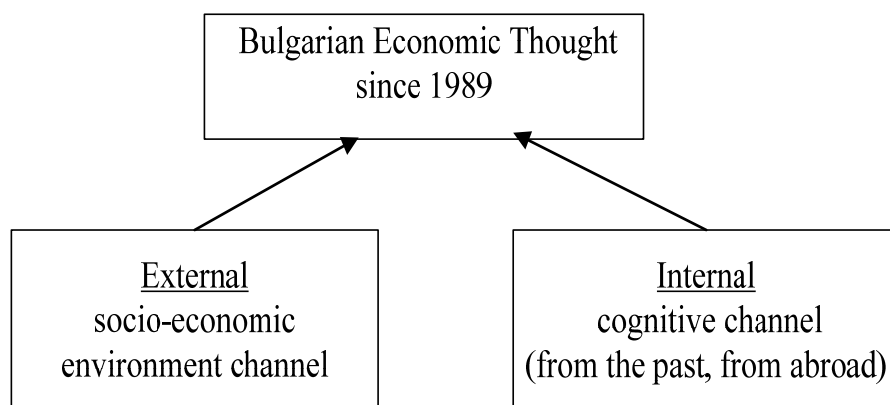 Bulgarian Economic Thought
since 1989
External
socio-economic
environment channel
Internal
cognitive channel
(from the past, from abroad)